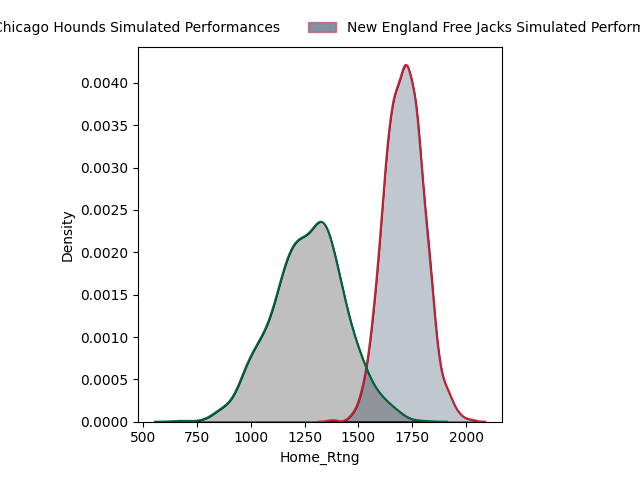 Chicago Hounds Simulated Performances
New England Free Jacks Simulated Perform
0.0040
0.0035
0.0030
0.0025
0.0020
0.0015
0.0010
0.0005
0.0000
Density
500 750 1000 1250 1500 1750 2000
Home_Rtng